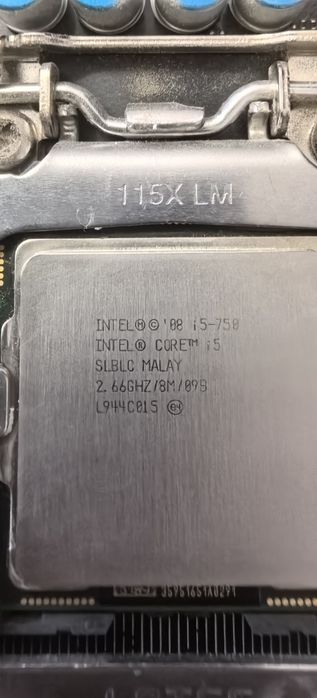 115X LM
INTEL Ⓜ © '08 i5-750
INTEL® CORE™ i5
SLBLC MALAY
2.66GHZ/8M/09B
L944C015 ⓔ4